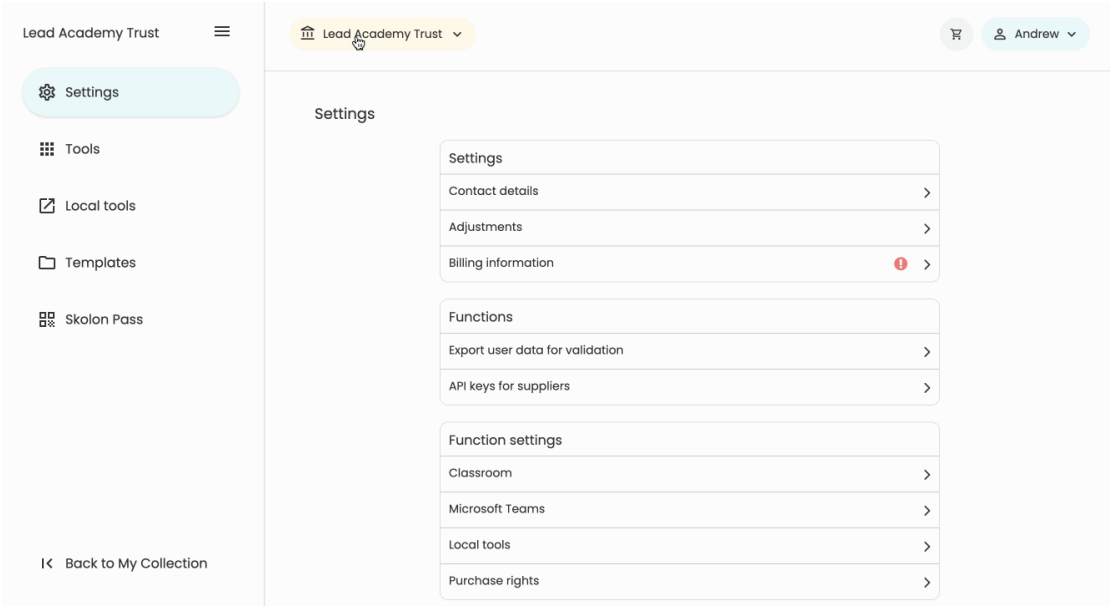 Lead Academy Trust
Settings
Tools
Local tools
Templates
Skolon Pass
Back to My Collection
Lead Academy Trust
Andrew
Settings
Settings
Contact details
Adjustments
Billing information
Functions
Export user data for validation
API keys for suppliers
Function settings
Classroom
Microsoft Teams
Local tools
Purchase rights